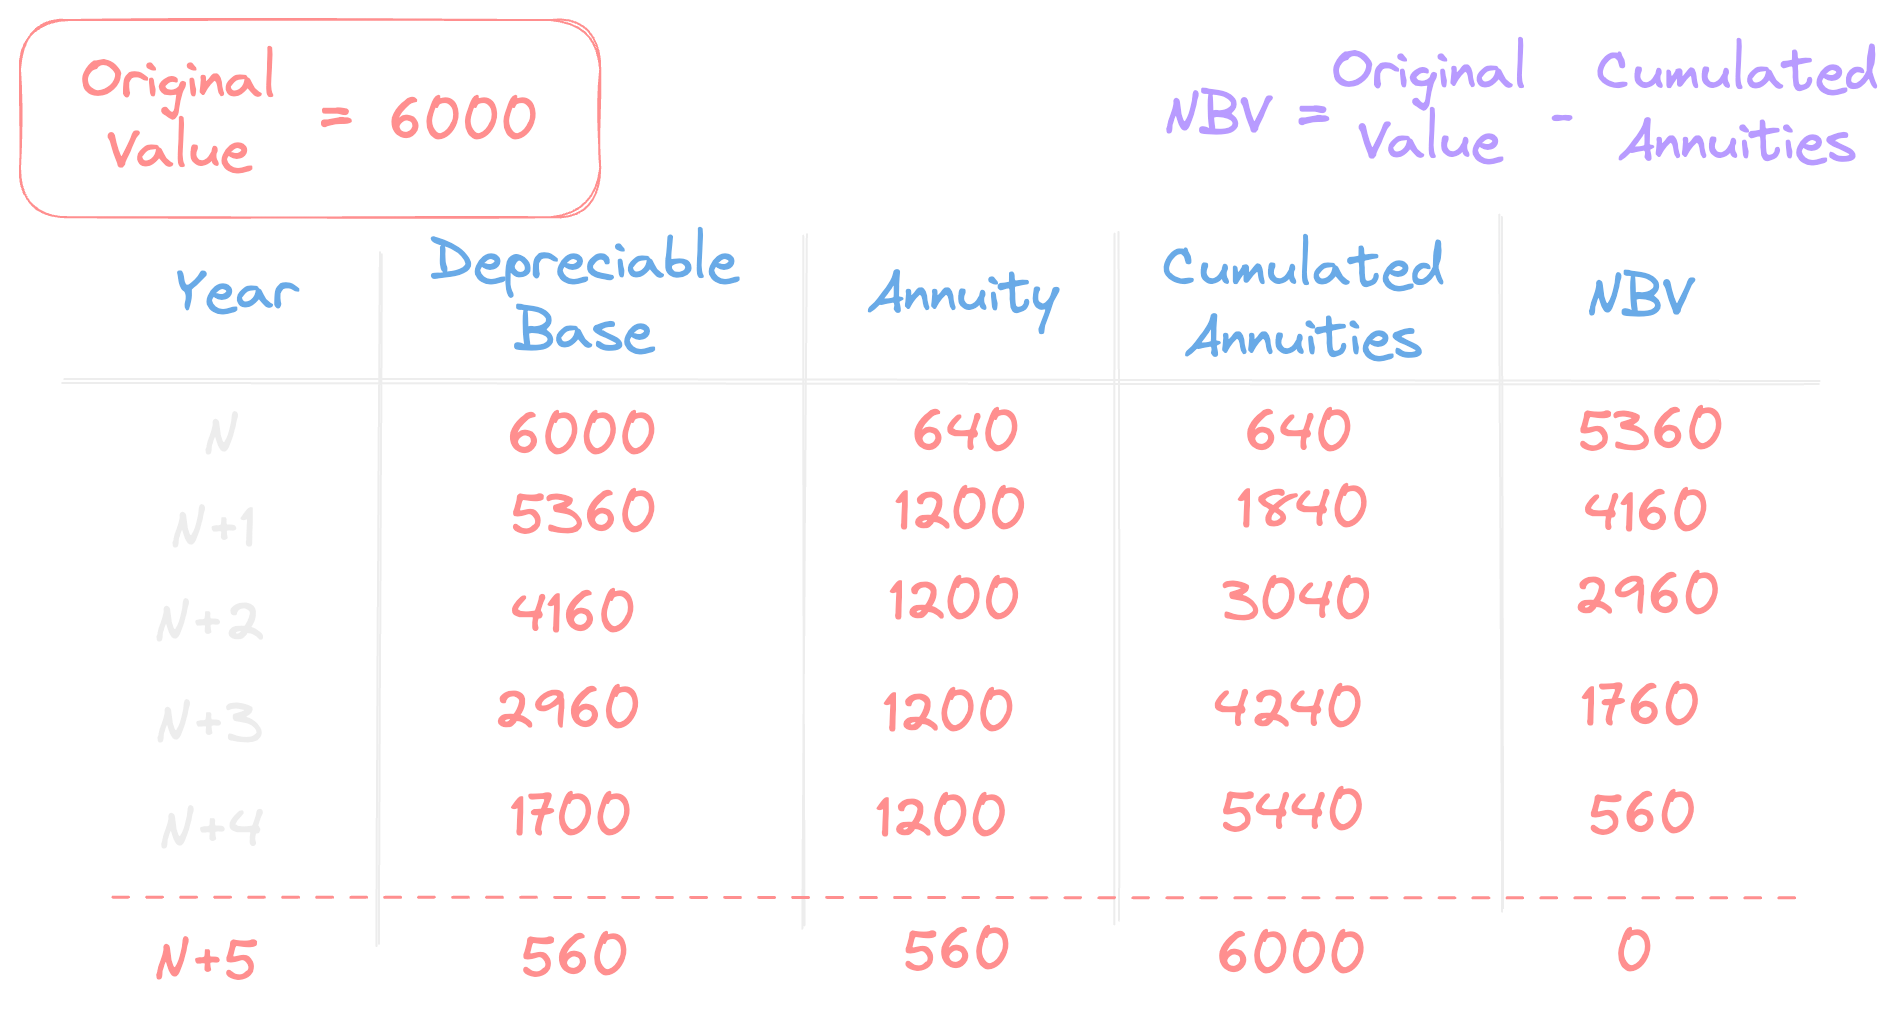 Original
Value = 6000
NBV = Original Value - Cumulated Annuities
Year Depreciable Base Annuity Cumulated Annuities NBV
N 6000 640 640 5360
N+1 5360 1200 1840 4160
N+2 4160 1200 3040 2960
N+3 2960 1200 4240 1760
N+4 1700 1200 5440 560
N+5 560 560 6000 0